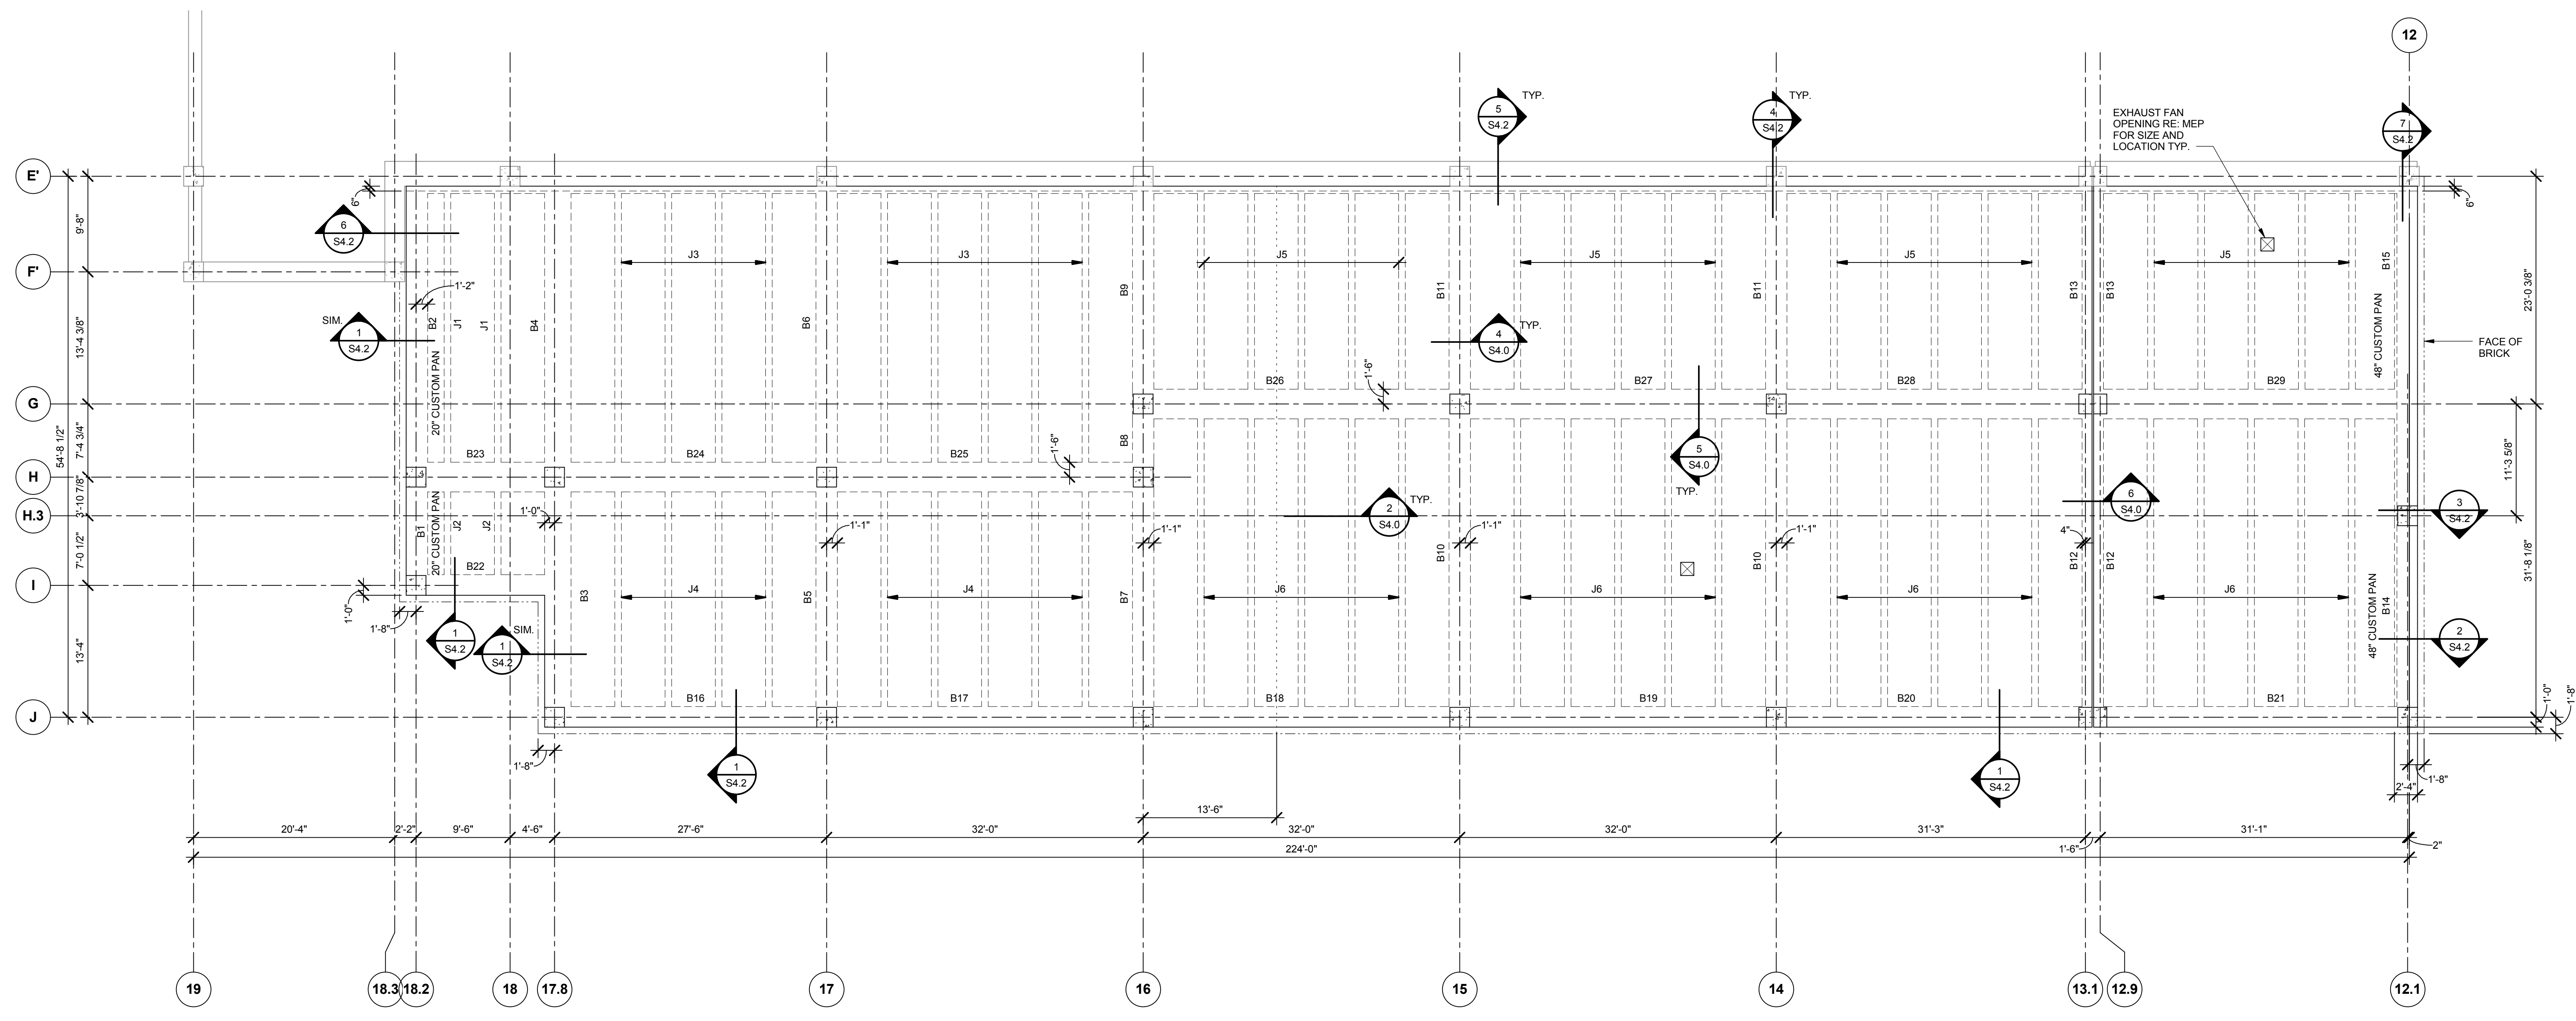 12
5
S4.2
TYP.
4
S4.2
TYP.
7
S4.2
EXHAUST FAN
OPENING RE: MEP
FOR SIZE AND
LOCATION TYP.
E'
6"
6"
9'-8"
6
S4.2
F'
J3
J3
J5
J5
J5
J5
B15
1'-2"
B9
B11
B11
B13
B13
23'-0 3/8"
SIM.
1
S4.2
B2
J1
J1
B4
B6
4
S4.0
TYP.
13'-4 3/8"
48" CUSTOM PAN
FACE OF
BRICK
20" CUSTOM PAN
B26
1'-6"
B27
B28
B29
G
54'-8 1/2"
7'-4 3/4"
B23
B24
B25
1'-6"
B8
5
S4.0
TYP.
11'-3 5/8"
H
3'-10 7/8"
20" CUSTOM PAN
2
S4.0
TYP.
6
S4.0
3
S4.2
H.3
1'-0"
1'-1"
1'-1"
1'-1"
1'-1"
4"
7'-0 1/2"
B1
J2
J2
B22
B10
B10
B12
B12
31'-8 1/8"
I
1'-0"
1'-8"
B3
J4
B5
J4
B7
J6
J6
J6
J6
B14
48" CUSTOM PAN
1
S4.2
1
S4.2
SIM.
2
S4.2
13'-4"
B16
B17
B18
B19
B20
B21
1'-0"
1'-8"
J
1'-8"
1
S4.2
1
S4.2
1'-8"
2'-4"
13'-6"
20'-4"
2'-2"
9'-6"
4'-6"
27'-6"
32'-0"
32'-0"
32'-0"
31'-3"
31'-1"
224'-0"
1'-6"
2"
19
18.3
18.2
18
17.8
17
16
15
14
13.1
12.9
12.1